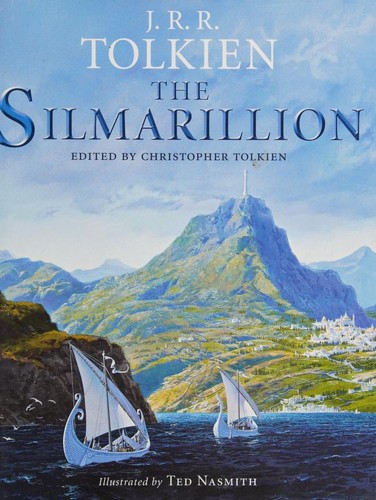 J. R. R.
TOLKIEN
THE
SILMARILLION
EDITED BY CHRISTOPHER TOLKIEN
Illustrated by TED NASMITH